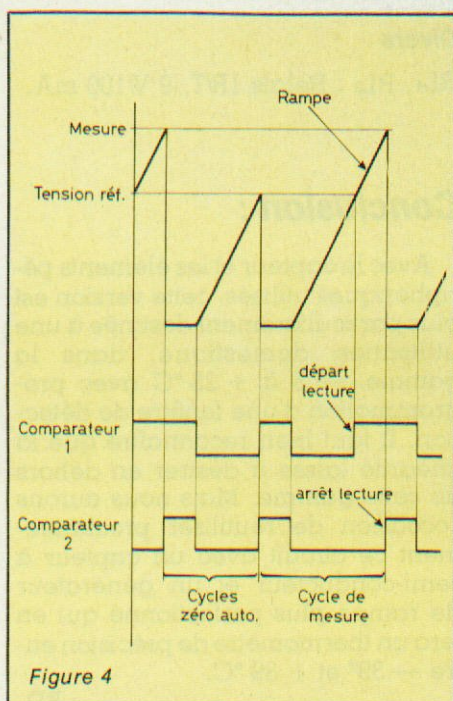 Rampe
Mesure
Tension réf.
départ
lecture
Comparateur
1
arrêt lecture
Comparateur
2
Cycles
zéro auto.
Cycle de
mesure
Figure 4